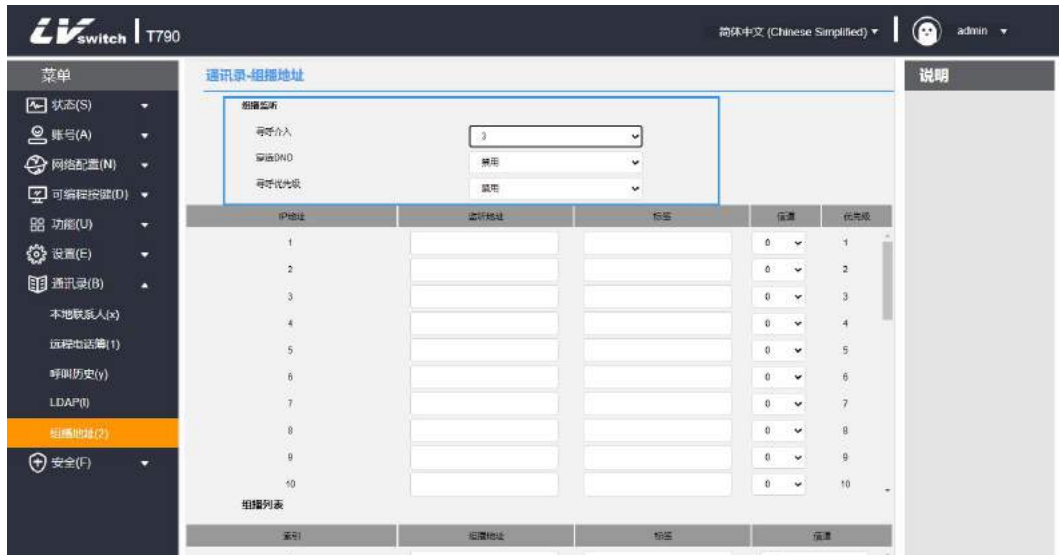 LVswitch T790
简体中文 (Chinese Simplified) admin
菜单
状态(S)
账号(A)
网络配置(N)
可编程按键(D)
功能(U)
设置(E)
通讯录(B)
本地联系人(x)
远程电话簿(1)
呼叫历史(y)
LDAP(l)
组播地址(2)
安全(F)
通讯录-组播地址
组播监听
寻呼介入 3
穿透DND 禁用
寻呼优先级 禁用
IP地址 监听地址 标签 信道 优先级
1 0 1
2 0 2
3 0 3
4 0 4
5 0 5
6 0 6
7 0 7
8 0 8
9 0 9
10 0 10
组播列表
索引 组播地址 标签 信道
说明